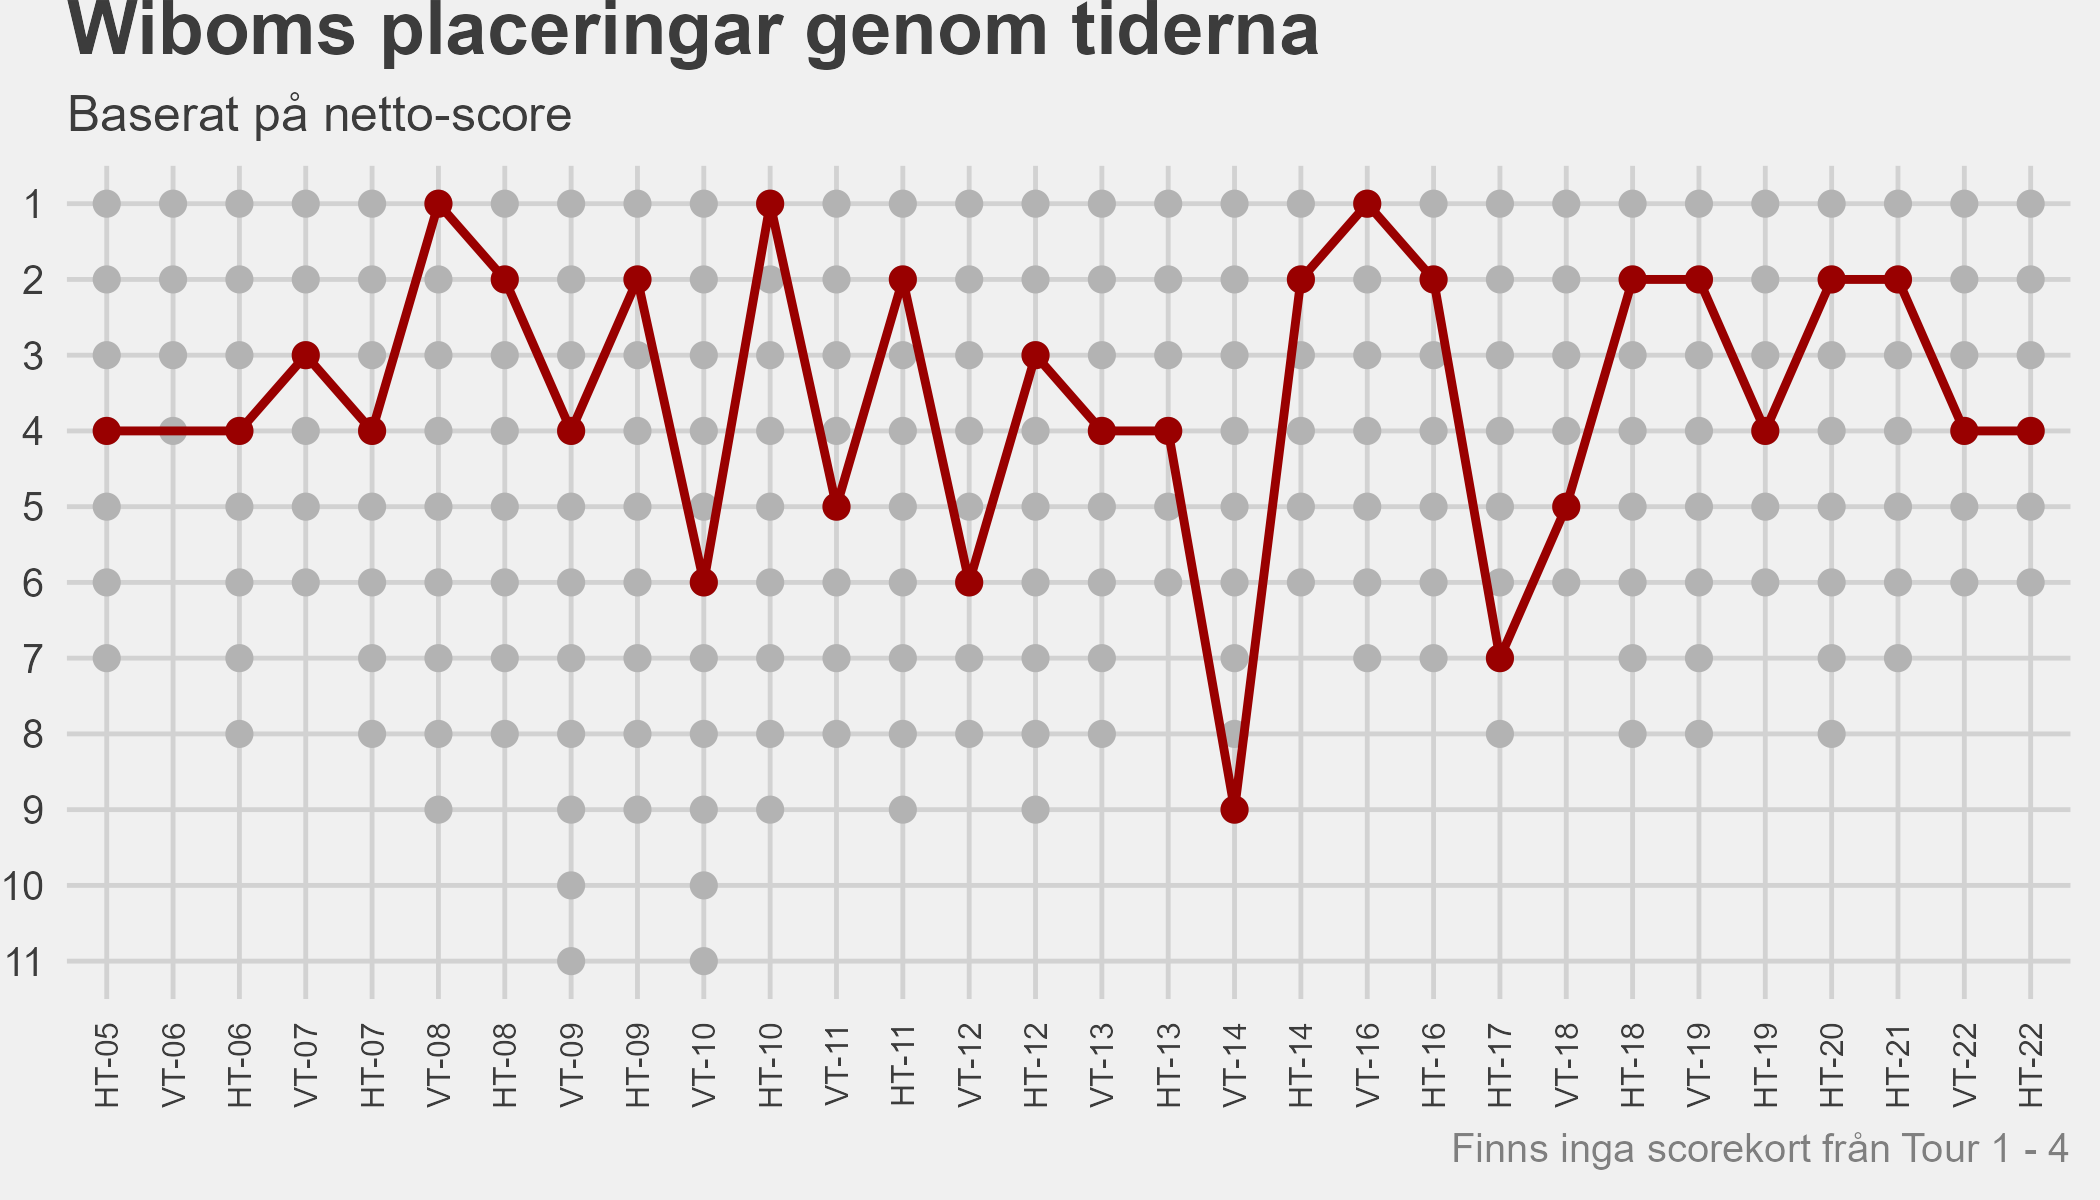 Wiboms placeringar genom tiderna
Baserat på netto-score
1
2
3
4
5
6
7
8
9
10
11
HT-05
VT-06
HT-06
VT-07
HT-07
VT-08
HT-08
VT-09
HT-09
VT-10
HT-10
VT-11
HT-11
VT-12
HT-12
VT-13
HT-13
VT-14
HT-14
VT-16
HT-16
HT-17
VT-18
HT-18
VT-19
HT-19
HT-20
HT-21
VT-22
HT-22
Finns inga scorekort från Tour 1 - 4